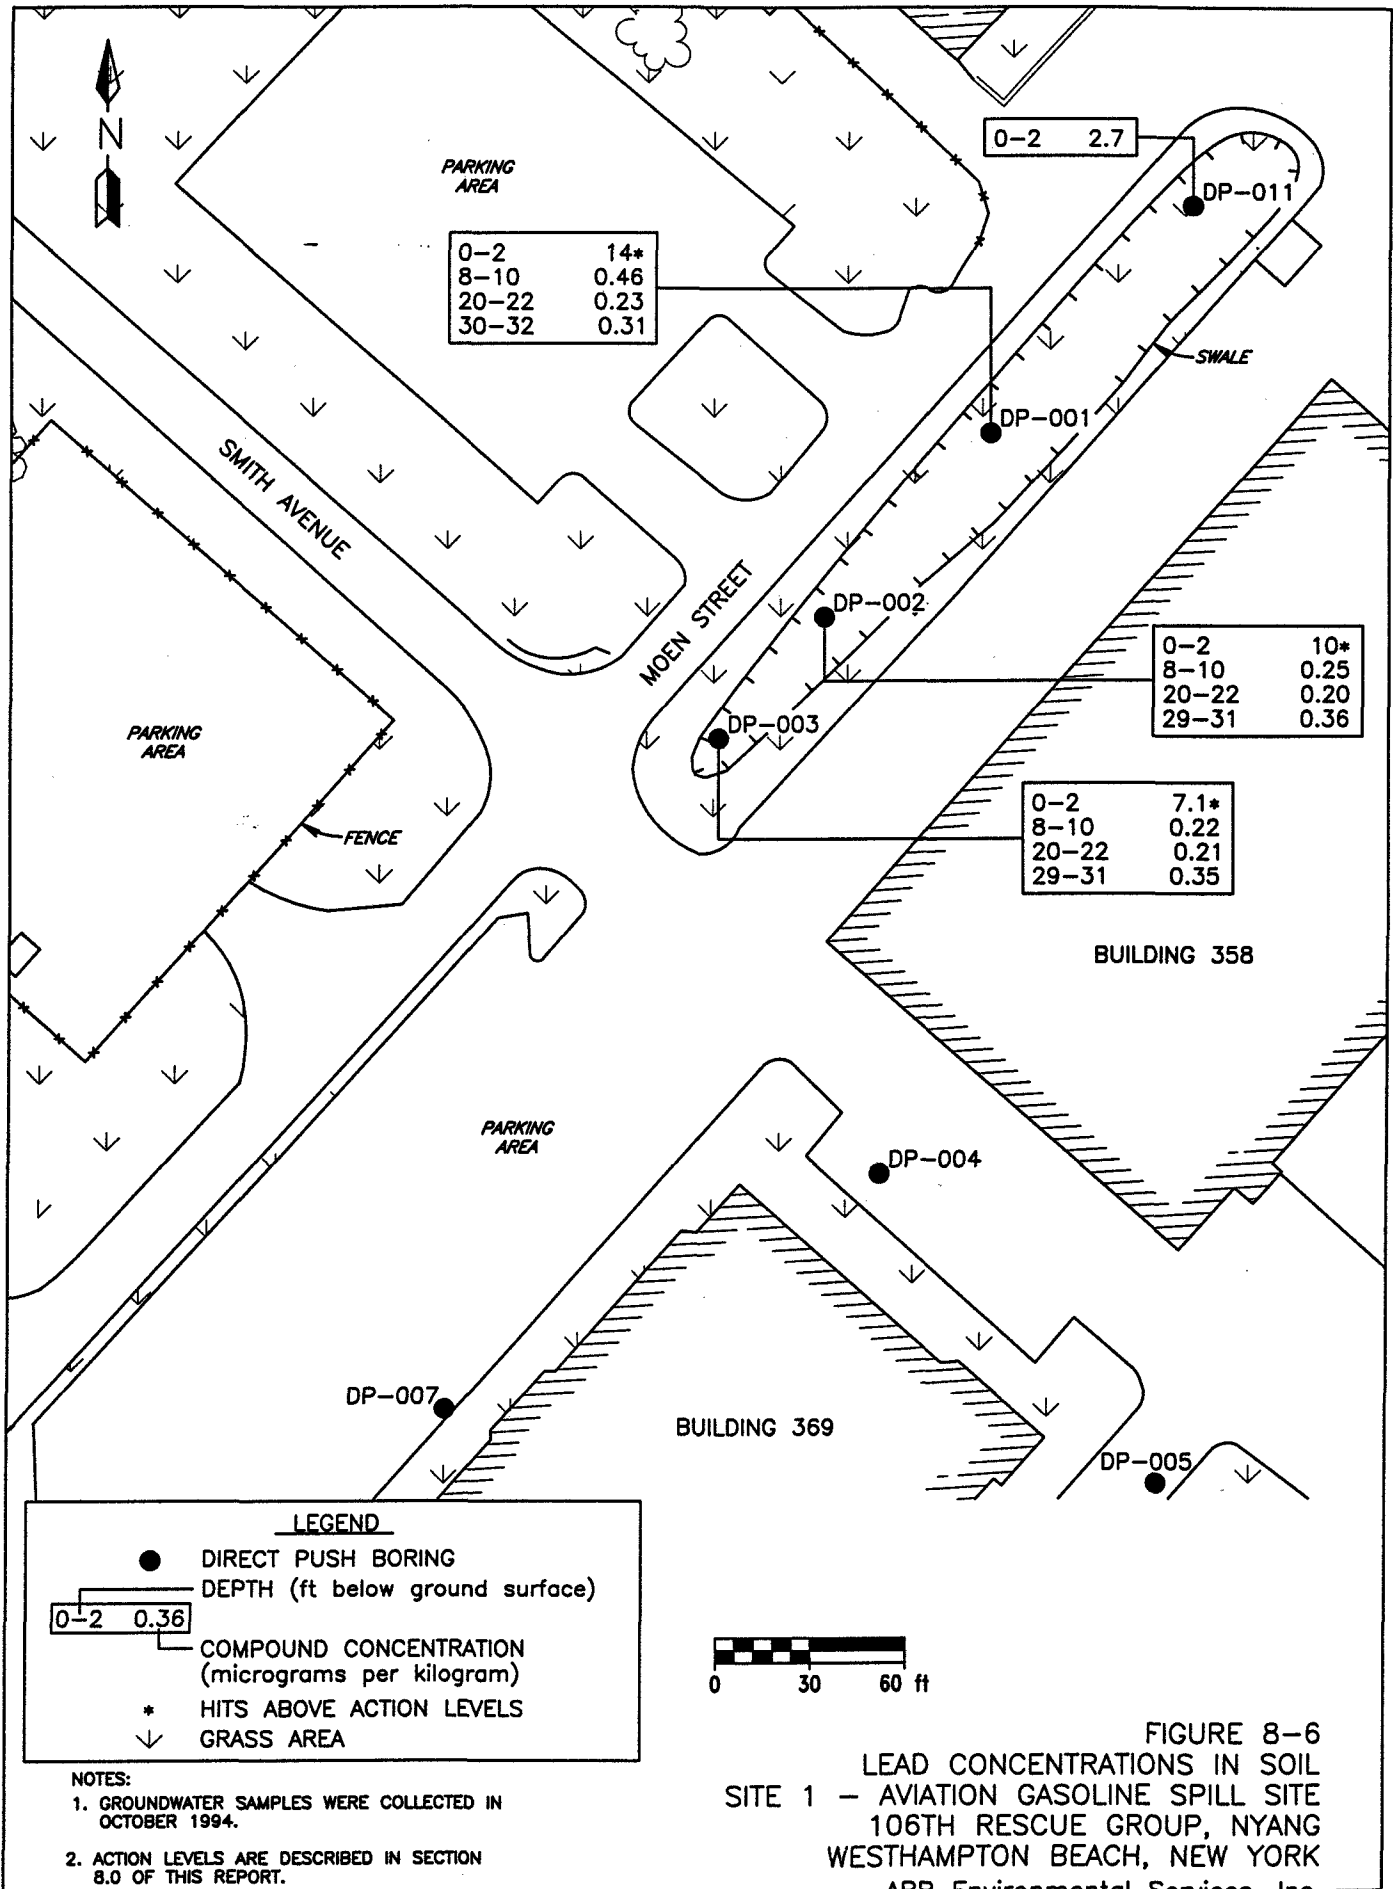 N
PARKING
AREA
0-2 2.7
DP-011
0-2 14*
8-10 0.46
20-22 0.23
30-32 0.31
SWALE
DP-001
SMITH AVENUE
MOEN STREET
DP-002
0-2 10*
8-10 0.25
20-22 0.20
29-31 0.36
DP-003
PARKING
AREA
0-2 7.1*
8-10 0.22
20-22 0.21
29-31 0.35
FENCE
BUILDING 358
PARKING
AREA
DP-004
DP-007
BUILDING 369
DP-005
LEGEND
DIRECT PUSH BORING
DEPTH (ft below ground surface)
0-2 0.36
COMPOUND CONCENTRATION
(micrograms per kilogram)
* HITS ABOVE ACTION LEVELS
GRASS AREA
0 30 60 ft
NOTES:
1. GROUNDWATER SAMPLES WERE COLLECTED IN
OCTOBER 1994.
2. ACTION LEVELS ARE DESCRIBED IN SECTION
8.0 OF THIS REPORT.
FIGURE 8-6
LEAD CONCENTRATIONS IN SOIL
SITE 1 - AVIATION GASOLINE SPILL SITE
106TH RESCUE GROUP, NYANG
WESTHAMPTON BEACH, NEW YORK
Environmental Services, Inc.